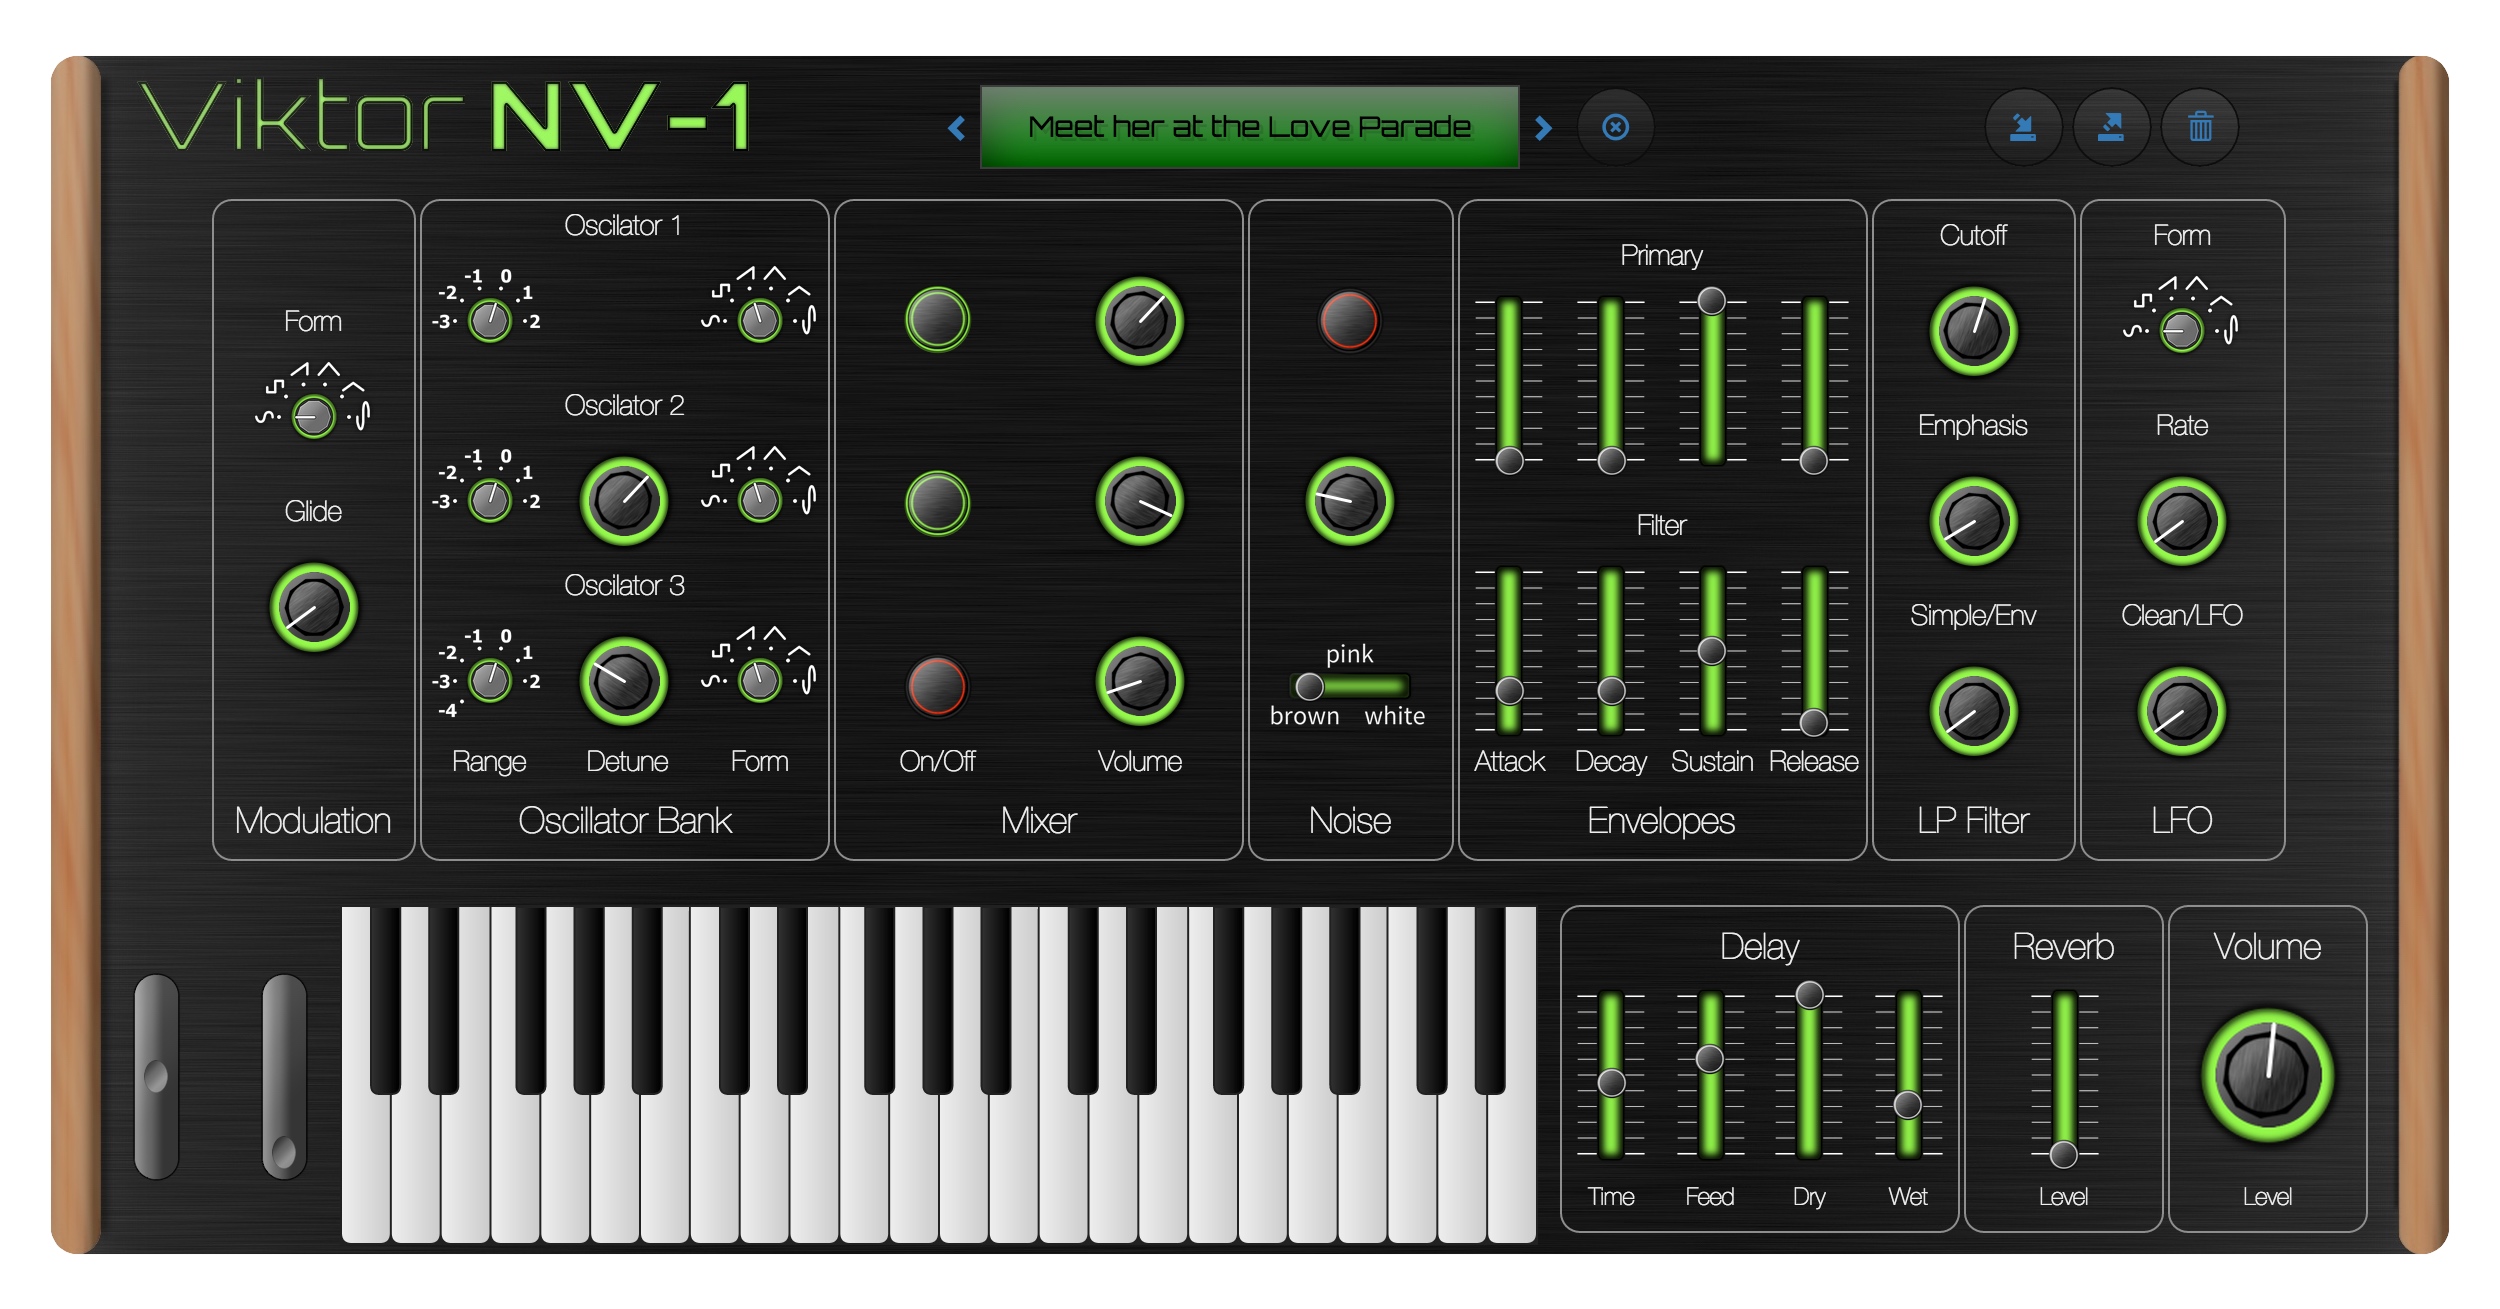 Viktor NV-1
Meet her at the Love Parade
Form
Glide
Modulation
Oscilator 1
-3 -2 -1 0 1 2
Oscilator 2
-3 -2 -1 0 1 2
Oscilator 3
-4 -3 -2 -1 0 1 2
Range Detune Form
Oscillator Bank
On/Off Volume
Mixer
pink
brown white
Noise
Primary
Filter
Attack Decay Sustain Release
Envelopes
Cutoff
Emphasis
Simple/Env
LP Filter
Form
Rate
Clean/LFO
LFO
Delay
Time Feed Dry Wet
Reverb
Level
Volume
Level